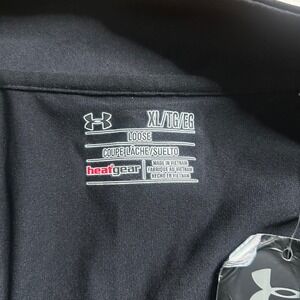 XL/TG/EG
LOOSE
COUPE LÂCHE/SUELTO
heatgear
MADE IN VIETNAM
FABRIQUÉ AU VIETNAM
HECHO EN VIETNAM